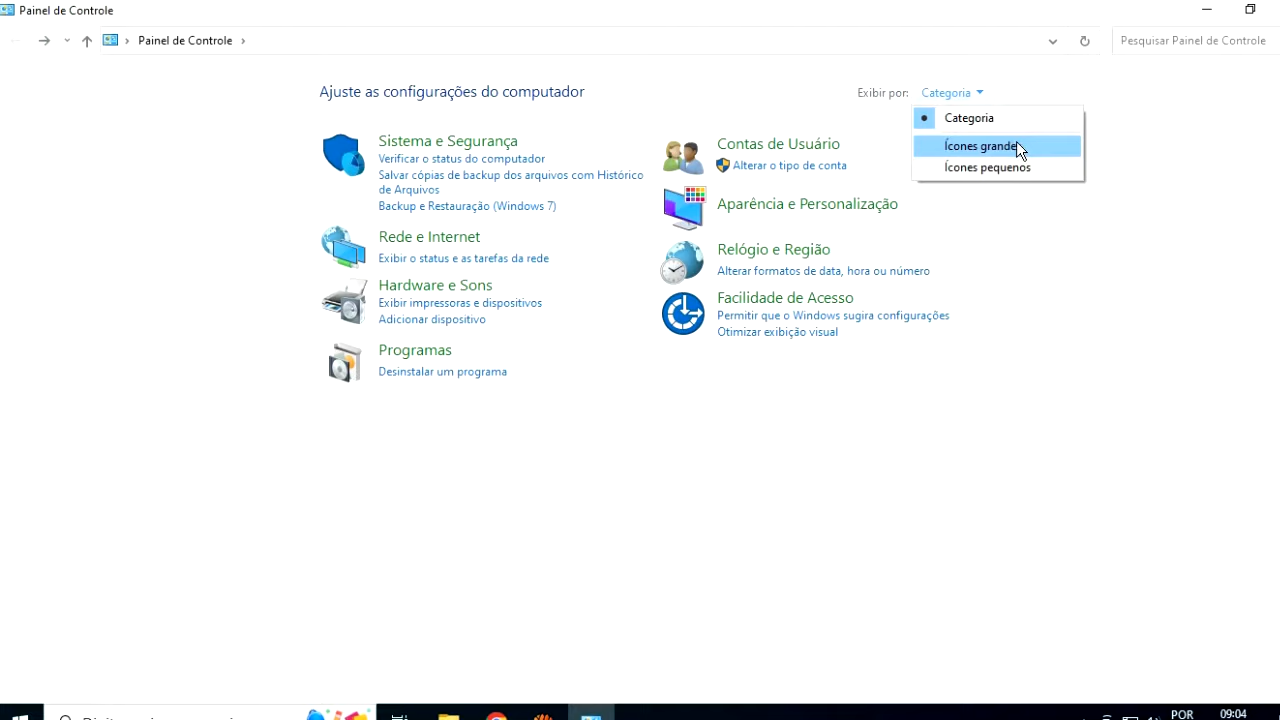 Painel de Controle
Painel de Controle
Pesquisar Painel de Controle
Ajuste as configurações do computador
Exibir por: Categoria
Categoria
Ícones grande
Ícones pequenos
Sistema e Segurança
Verificar o status do computador
Salvar cópias de backup dos arquivos com Histórico
de Arquivos
Backup e Restauração (Windows 7)
Rede e Internet
Exibir o status e as tarefas da rede
Hardware e Sons
Exibir impressoras e dispositivos
Adicionar dispositivo
Programas
Desinstalar um programa
Contas de Usuário
Alterar o tipo de conta
Aparência e Personalização
Relógio e Região
Alterar formatos de data, hora ou número
Facilidade de Acesso
Permitir que o Windows sugira configurações
Otimizar exibição visual
POR
09:04